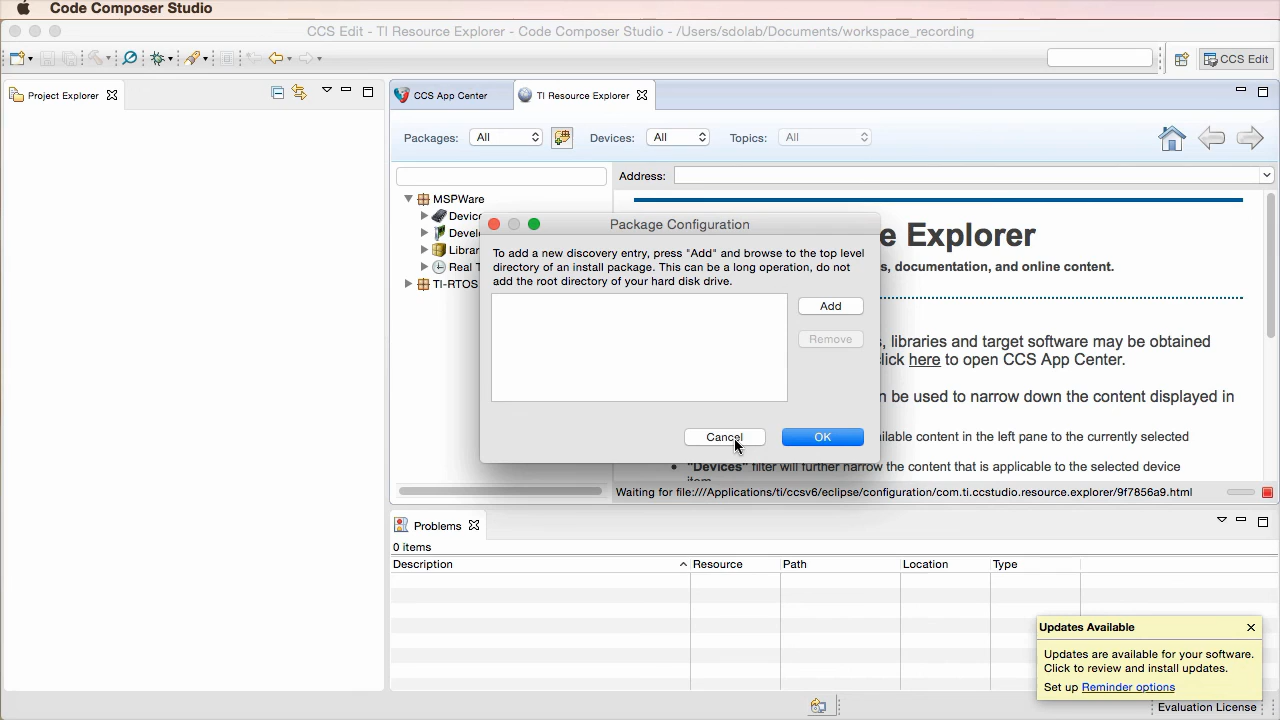 Code Composer Studio
CCS Edit - TI Resource Explorer - Code Composer Studio - /Users/sdolab/Documents/workspace_recording
CCS Edit
Project Explorer
CCS App Center
TI Resource Explorer
Packages: All
Devices: All
Topics: All
Address:
MSPWare
Devic
Devel
Librar
Real T
TI-RTOS
e Explorer
s, documentation, and online content.
s, libraries and target software may be obtained
lick here to open CCS App Center.
n be used to narrow down the content displayed in
ailable content in the left pane to the currently selected
"Devices" filter will further narrow the content that is applicable to the selected device
Waiting for file:///Applications/ti/ccsv6/eclipse/configuration/com.ti.ccstudio.resource.explorer/9f7856a9.html
Package Configuration
To add a new discovery entry, press "Add" and browse to the top level
directory of an install package. This can be a long operation, do not
add the root directory of your hard disk drive.
Add
Remove
Cancel
OK
Problems
0 items
Description
Resource
Path
Location
Type
Updates Available
Updates are available for your software.
Click to review and install updates.
Set up Reminder options
Evaluation License